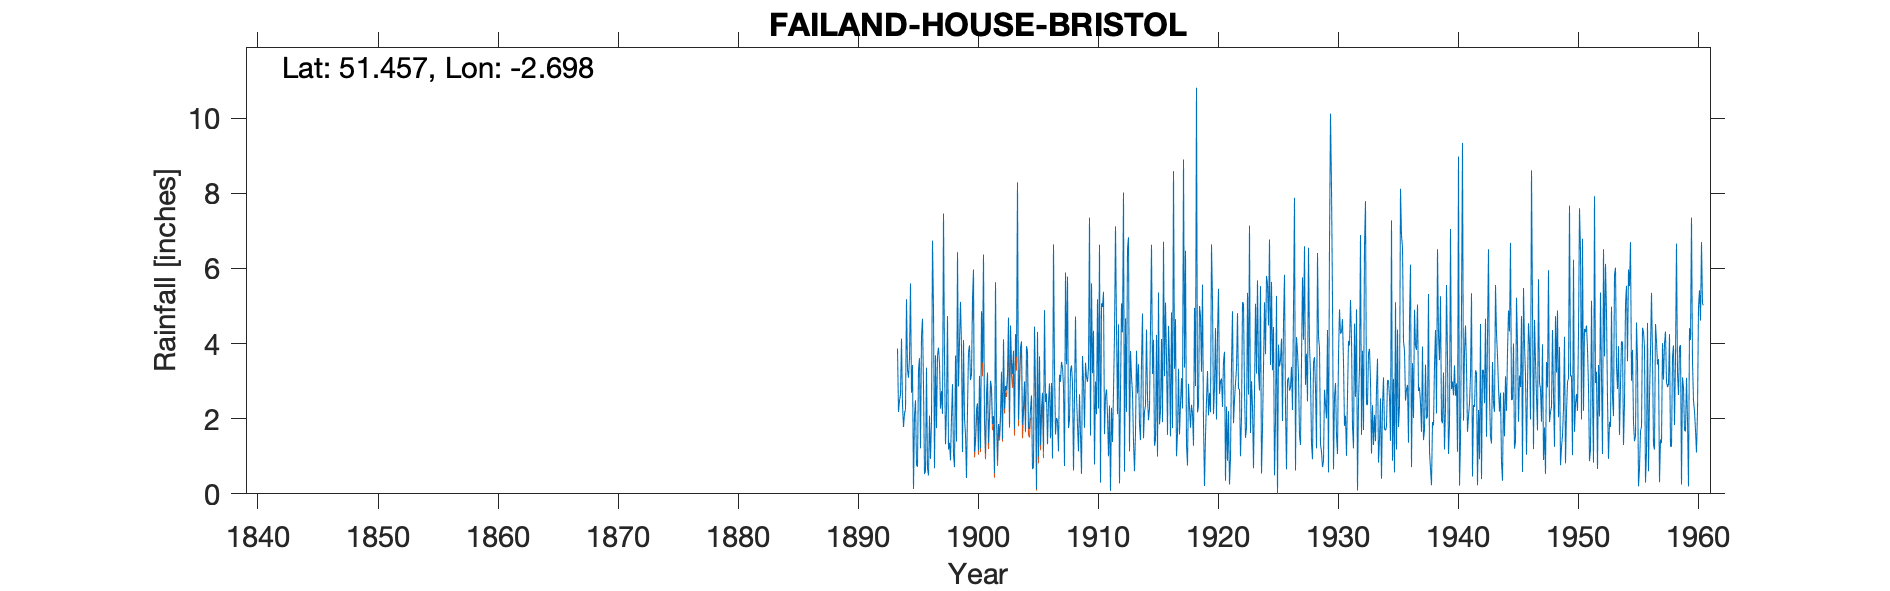 FAILAND-HOUSE-BRISTOL
Lat: 51.457, Lon: -2.698
Rainfall [inches]
10
8
6
4
2
0
1840 1850 1860 1870 1880 1890 1900 1910 1920 1930 1940 1950 1960
Year